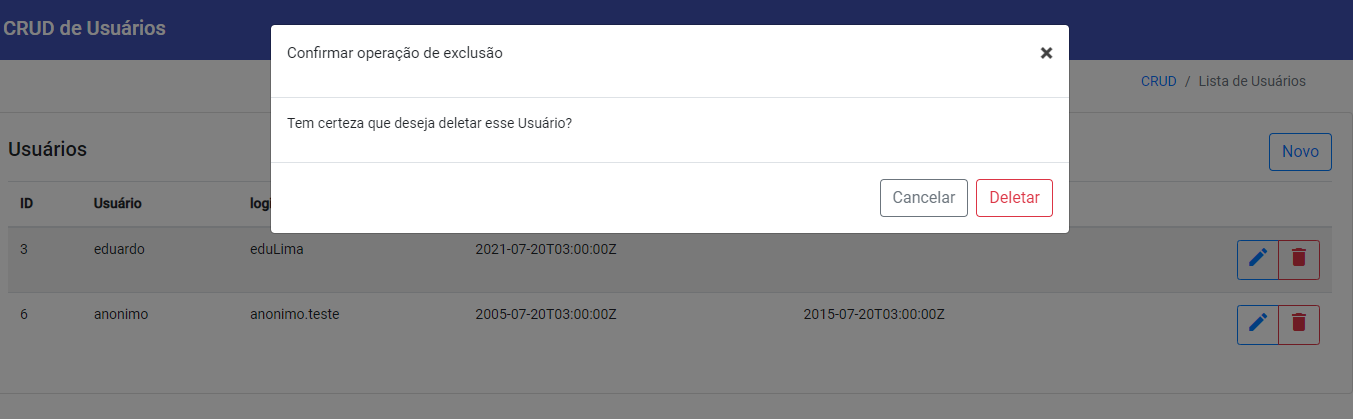 CRUD de Usuários
Confirmar operação de exclusão
×
CRUD / Lista de Usuários
Tem certeza que deseja deletar esse Usuário?
Usuários
Novo
Cancelar Deletar
ID Usuário
3 eduardo eduLima 2021-07-20T03:00:00Z
6 anonimo anonimo.teste 2005-07-20T03:00:00Z 2015-07-20T03:00:00Z